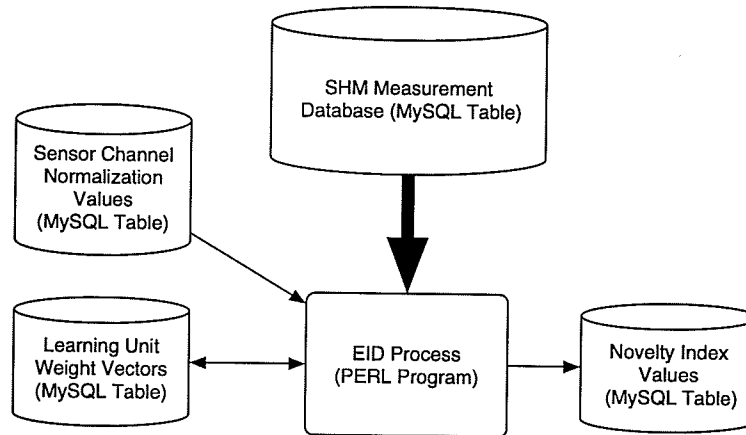 SHM Measurement
Database (MySQL Table)
Sensor Channel
Normalization
Values
(MySQL Table)
Learning Unit
Weight Vectors
(MySQL Table)
EID Process
(PERL Program)
Novelty Index
Values
(MySQL Table)